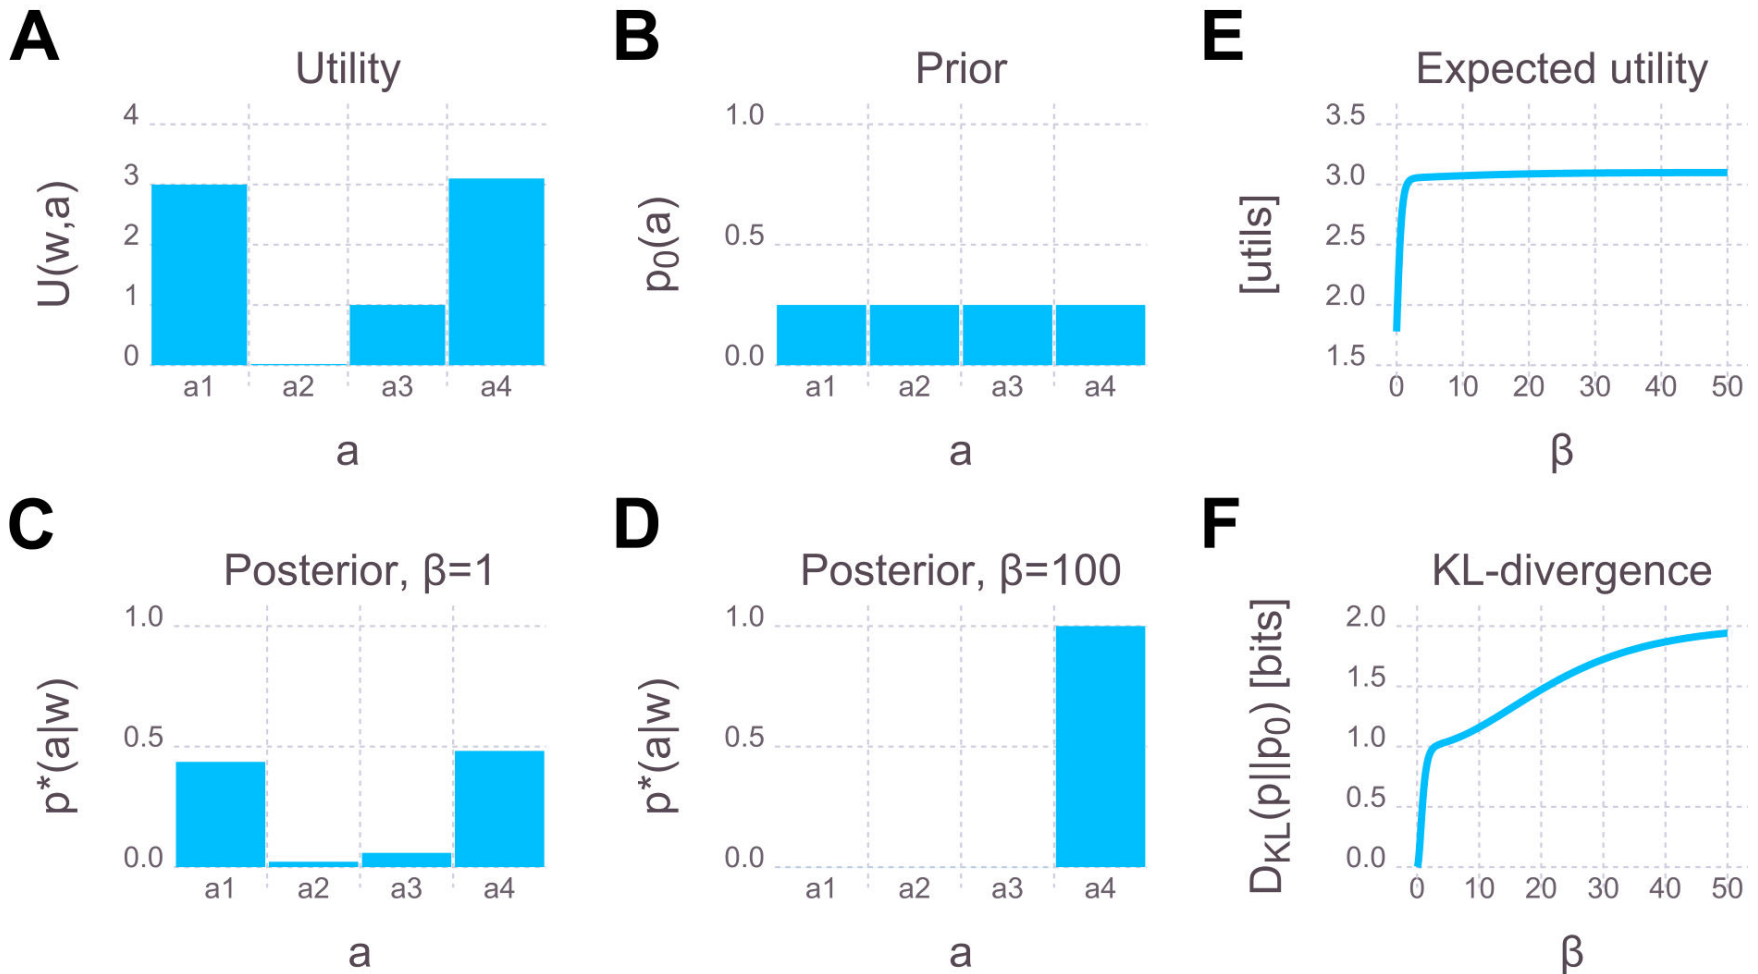 A
Utility
U(w,a)
4
3
2
1
0
a1 a2 a3 a4
a
B
Prior
p₀(a)
1.0
0.5
0.0
a1 a2 a3 a4
a
E
Expected utility
[utils]
3.5
3.0
2.5
2.0
1.5
0 10 20 30 40 50
β
C
Posterior, β=1
p*(a|w)
1.0
0.5
0.0
a1 a2 a3 a4
a
D
Posterior, β=100
p*(a|w)
1.0
0.5
0.0
a1 a2 a3 a4
a
F
KL-divergence
D_KL(p||p₀) [bits]
2.0
1.5
1.0
0.5
0.0
0 10 20 30 40 50
β